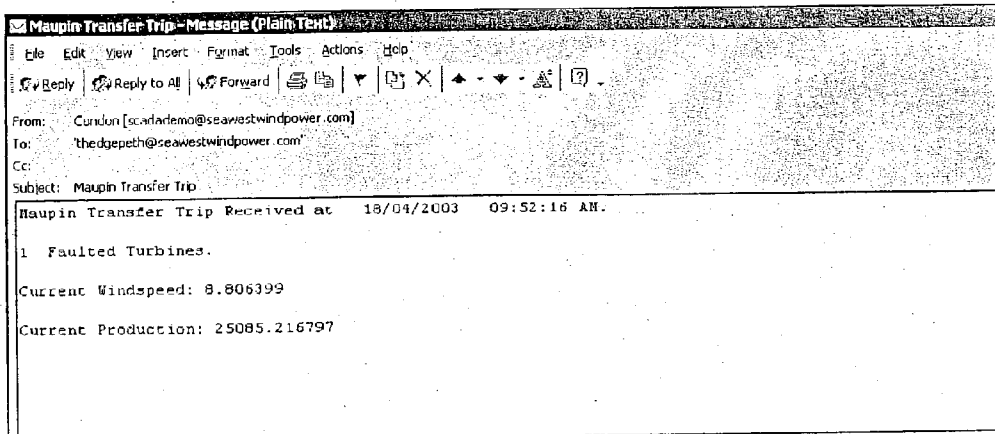 Maupin Transfer Trip - Message (Plain Text)
File Edit View Insert Format Tools Actions Help
Reply Reply to All Forward
From: Condon [scadademo@seawestwindpower.com]
To: 'thedgepeth@seawestwindpower.com'
Cc:
Subject: Maupin Transfer Trip
Maupin Transfer Trip Received at 18/04/2003 09:52:16 AM.
1 Faulted Turbines.
Current Windspeed: 8.806399
Current Production: 25085.216797